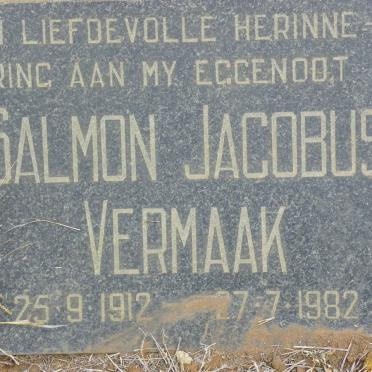 LIEFDEVOLLE HERINNE-
RING AAN MY EGGENOOT
SALMON JACOBUS
VERMAAK
25-9-1912 27-7-1982